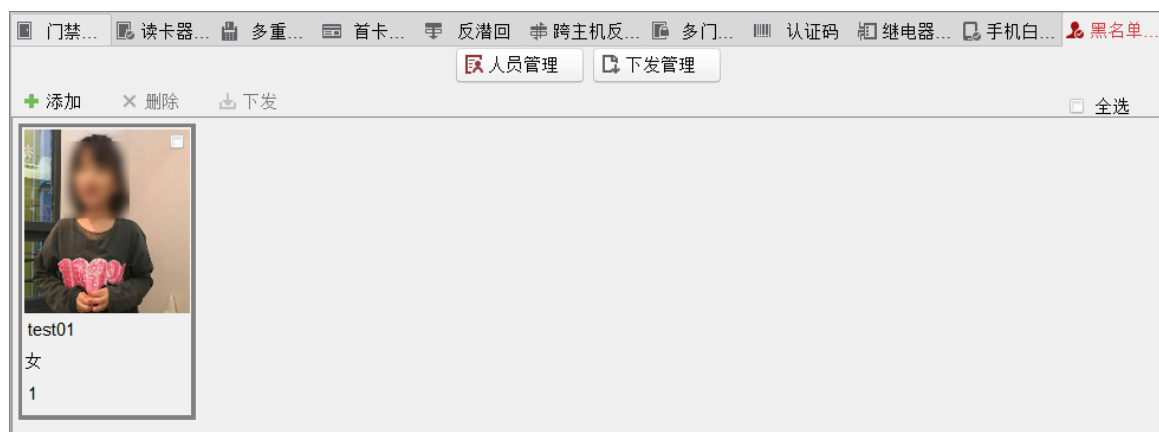 门禁... 读卡器... 多重... 首卡... 反潜回 跨主机反... 多门... 认证码 继电器... 手机白... 黑名单...
人员管理 下发管理
添加 删除 下发 全选
test01
女
1